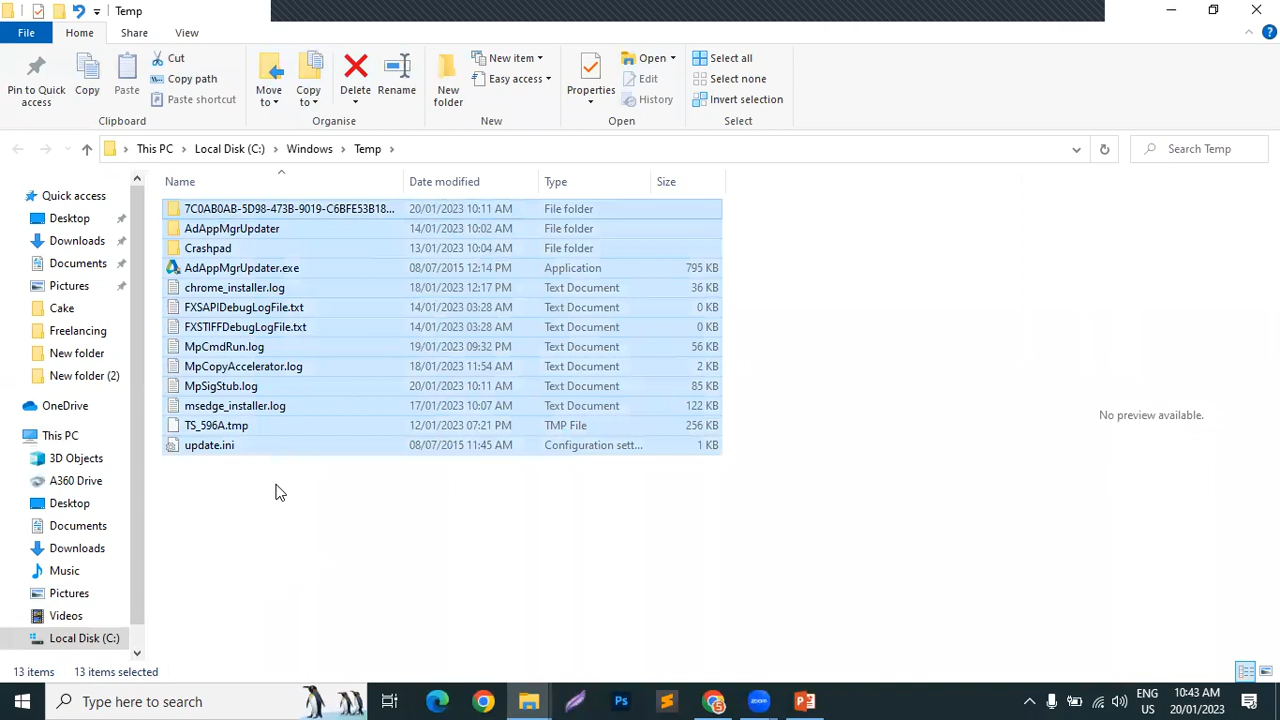 Temp
File Home Share View
Pin to Quick access
Copy
Paste
Cut
Copy path
Paste shortcut
Clipboard
Move to
Copy to
Delete
Rename
Organise
New folder
New item
Easy access
New
Properties
Open
Edit
History
Open
Select all
Select none
Invert selection
Select
This PC > Local Disk (C:) > Windows > Temp >
Search Temp
Quick access
Desktop
Downloads
Documents
Pictures
Cake
Freelancing
New folder
New folder (2)
OneDrive
This PC
3D Objects
A360 Drive
Desktop
Documents
Downloads
Music
Pictures
Videos
Local Disk (C:)
Name Date modified Type Size
7C0AB0AB-5D98-473B-9019-C6BFE53B18... 20/01/2023 10:11 AM File folder
AdAppMgrUpdater 14/01/2023 10:02 AM File folder
Crashpad 13/01/2023 10:04 AM File folder
AdAppMgrUpdater.exe 08/07/2015 12:14 PM Application 795 KB
chrome_installer.log 18/01/2023 12:17 PM Text Document 36 KB
FXSAPIDebugLogFile.txt 14/01/2023 03:28 AM Text Document 0 KB
FXSTIFFDebugLogFile.txt 14/01/2023 03:28 AM Text Document 0 KB
MpCmdRun.log 19/01/2023 09:32 PM Text Document 56 KB
MpCopyAccelerator.log 18/01/2023 11:54 AM Text Document 2 KB
MpSigStub.log 20/01/2023 10:11 AM Text Document 85 KB
msedge_installer.log 17/01/2023 10:07 AM Text Document 122 KB
TS_596A.tmp 12/01/2023 07:21 PM TMP File 256 KB
update.ini 08/07/2015 11:45 AM Configuration sett... 1 KB
No preview available.
13 items 13 items selected
Type here to search
Ps
5
zoom
P
ENG
US
10:43 AM
20/01/2023